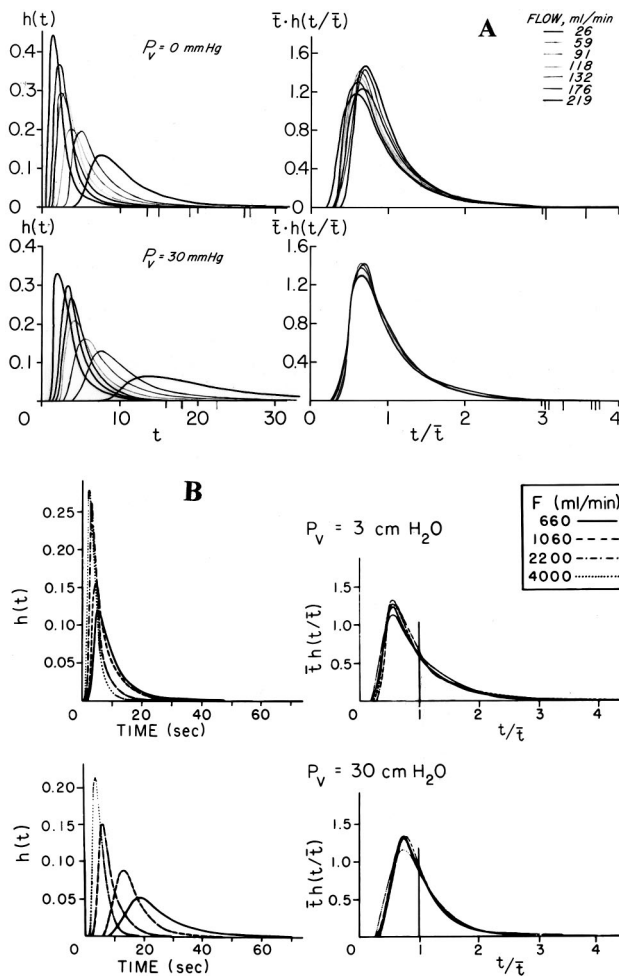 h(t)
0.4
0.3
0.2
0.1
0
Pv = 0 mmHg
t̄·h(t/t̄)
1.6
1.2
0.8
0.4
0
A
FLOW, ml/min
26
59
91
118
132
176
219
h(t)
0.4
0.3
0.2
0.1
0
Pv = 30 mmHg
0 10 20 30
t
t̄·h(t/t̄)
1.6
1.2
0.8
0.4
1 2 3 4
t/t̄
B
h(t)
0.25
0.20
0.15
0.10
0.05
0 20 40 60
TIME (sec)
Pv = 3 cm H2O
t̄ h(t/t̄)
1.5
1.0
0.5
0
0 1 2 3 4
t/t̄
F (ml/min)
660
1060
2200
4000
h(t)
0.20
0.15
0.10
0.05
0 20 40 60
TIME (sec)
Pv = 30 cm H2O
t̄ h(t/t̄)
1.5
1.0
0.5
0
0 1 2 3 4
t/t̄